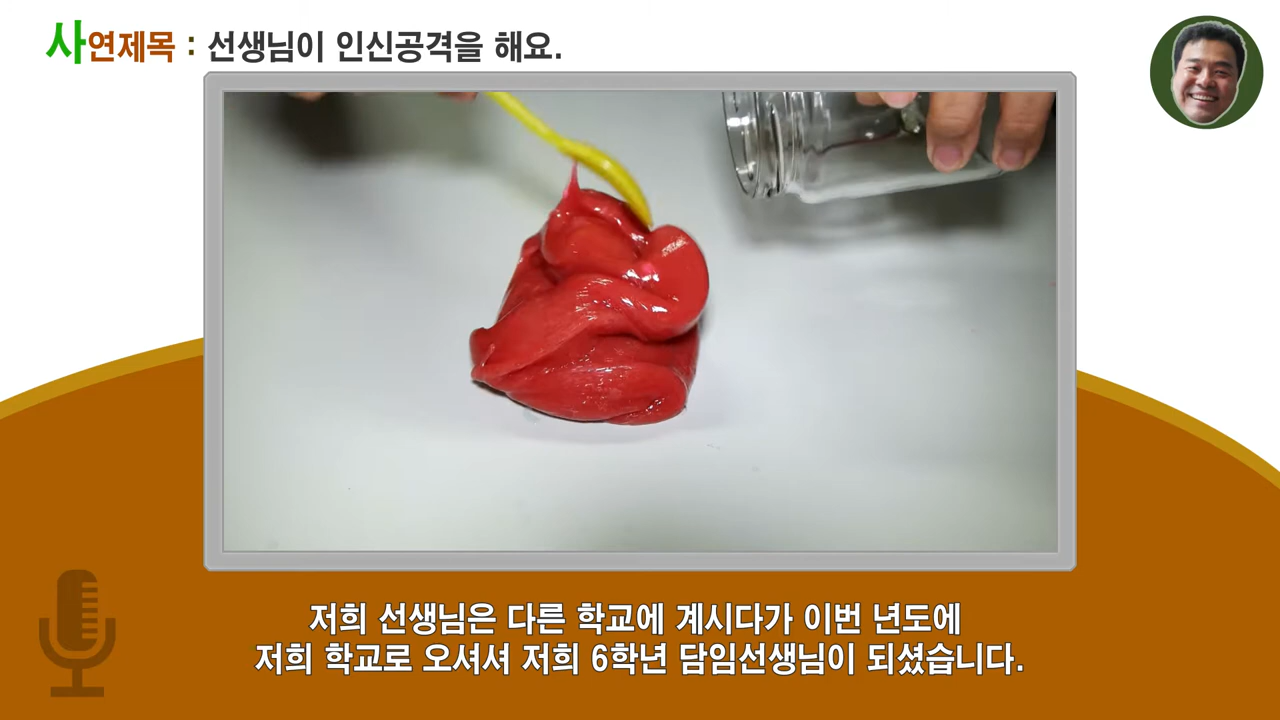 사연제목 : 선생님이 인신공격을 해요.
저희 선생님은 다른 학교에 계시다가 이번 년도에
저희 학교로 오셔셔 저희 6학년 담임선생님이 되셨습니다.